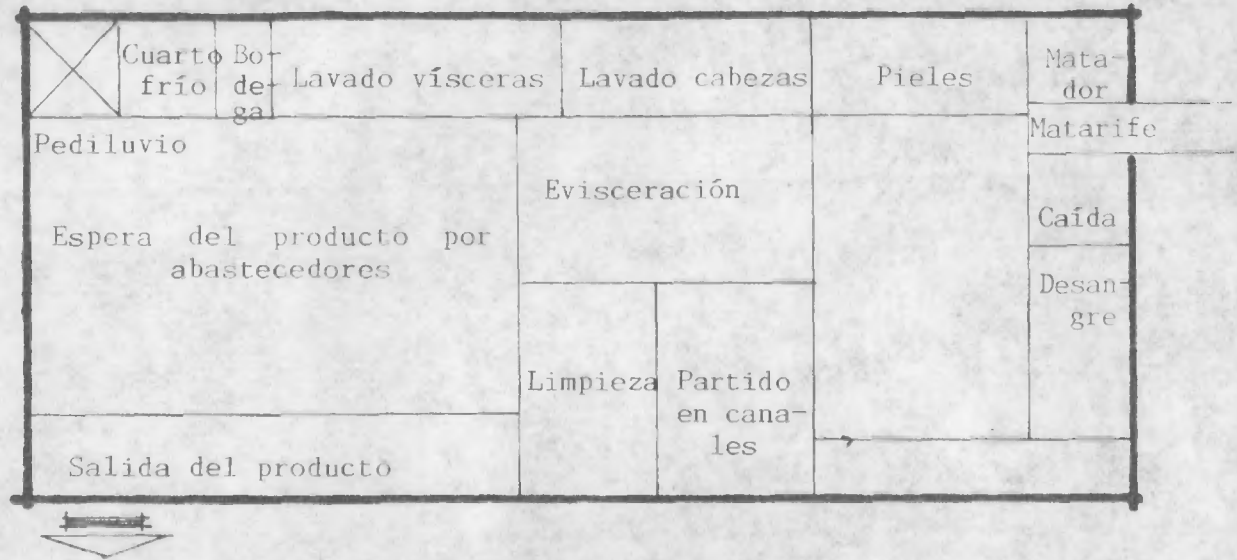 Cuarto
frío
Bo-
de-
ga
Lavado vísceras
Lavado cabezas
Pieles
Mata-
dor
Matarife
Pediluvio
Evisceración
Espera del producto por
abastecedores
Caída
Desan-
gre
Limpieza
Partido
en cana-
les
Salida del producto